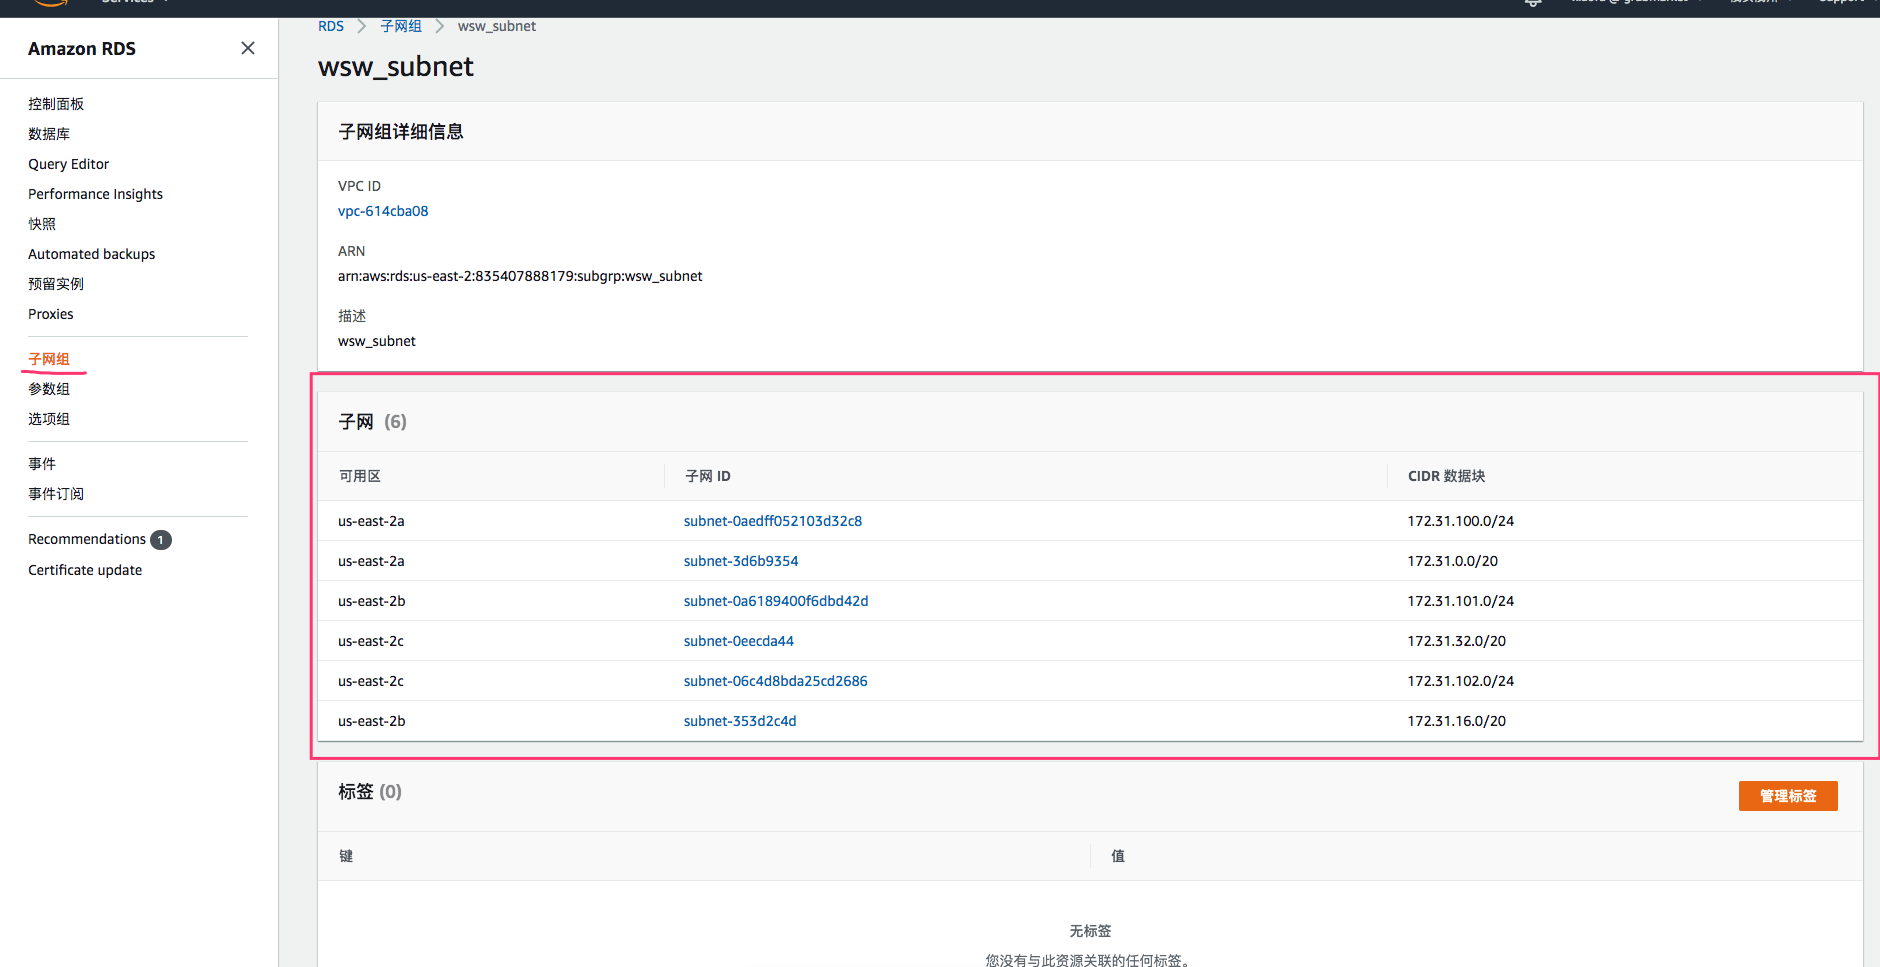 RDS > 子网组 > wsw_subnet
Amazon RDS
控制面板
数据库
Query Editor
Performance Insights
快照
Automated backups
预留实例
Proxies
子网组
参数组
选项组
事件
事件订阅
Recommendations 1
Certificate update
wsw_subnet
子网组详细信息
VPC ID
vpc-614cba08
ARN
arn:aws:rds:us-east-2:835407888179:subgrp:wsw_subnet
描述
wsw_subnet
子网 (6)
可用区 子网 ID CIDR 数据块
us-east-2a subnet-0aedff052103d32c8 172.31.100.0/24
us-east-2a subnet-3d6b9354 172.31.0.0/20
us-east-2b subnet-0a6189400f6dbd42d 172.31.101.0/24
us-east-2c subnet-0eecda44 172.31.32.0/20
us-east-2c subnet-06c4d8bda25cd2686 172.31.102.0/24
us-east-2b subnet-353d2c4d 172.31.16.0/20
标签 (0)
管理标签
键 值
无标签
您没有与此资源关联的任何标签。